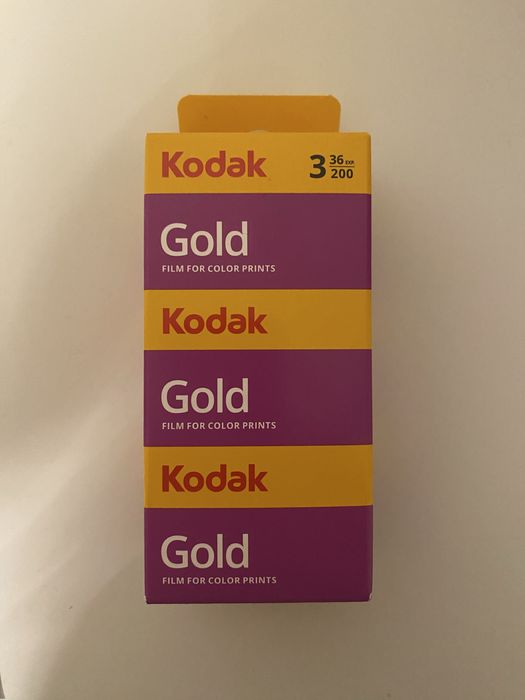 Kodak
3 36 EXP.
200
Gold
FILM FOR COLOR PRINTS
Kodak
Gold
FILM FOR COLOR PRINTS
Kodak
Gold
FILM FOR COLOR PRINTS